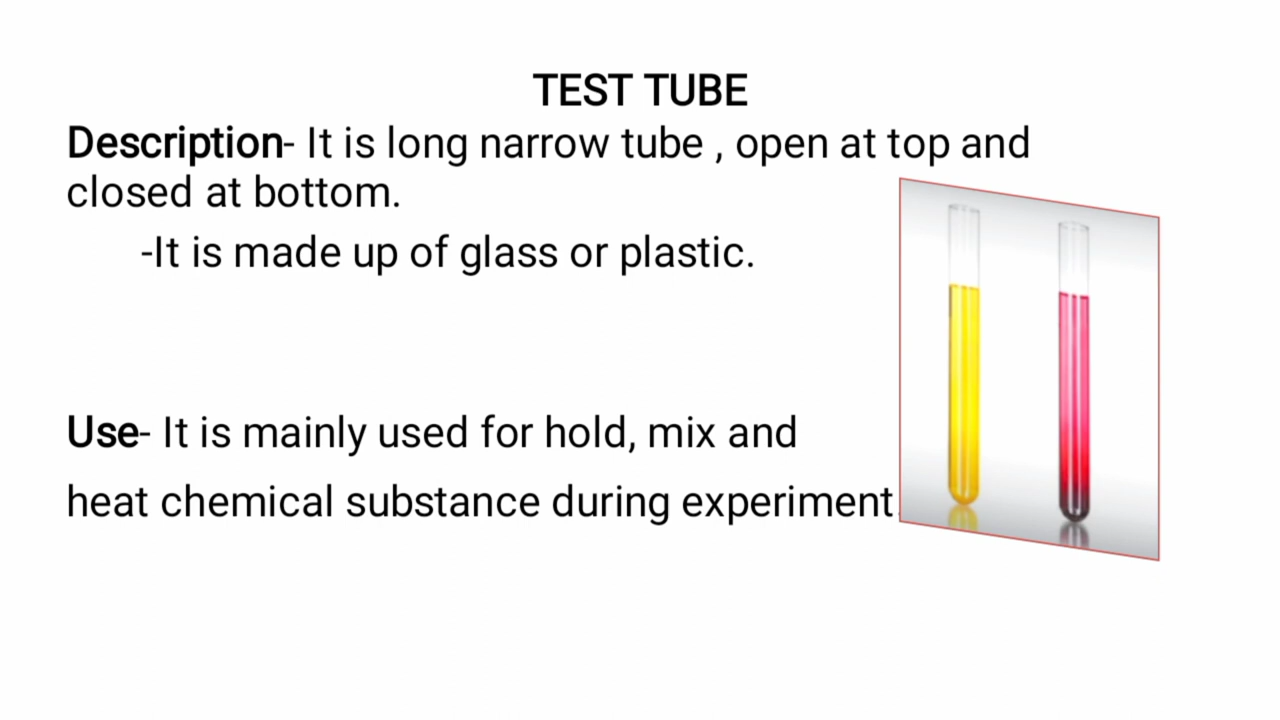 TEST TUBE
Description- It is long narrow tube , open at top and
closed at bottom.
-It is made up of glass or plastic.
Use- It is mainly used for hold, mix and
heat chemical substance during experiment.